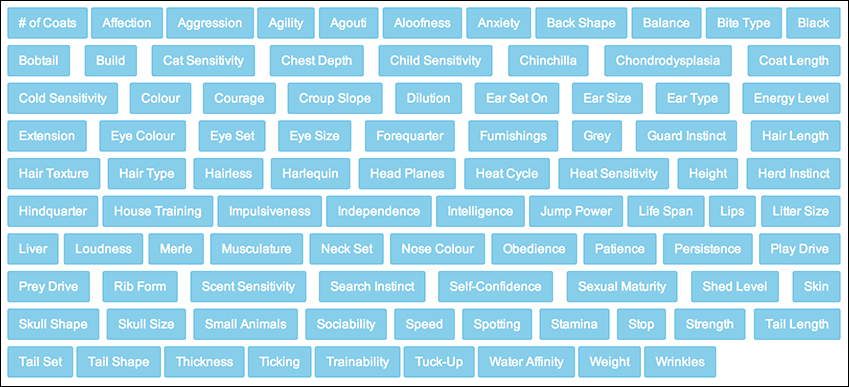 # of Coats Affection Aggression Agility Agouti Aloofness Anxiety Back Shape Balance Bite Type Black
Bobtail Build Cat Sensitivity Chest Depth Child Sensitivity Chinchilla Chondrodysplasia Coat Length
Cold Sensitivity Colour Courage Croup Slope Dilution Ear Set On Ear Size Ear Type Energy Level
Extension Eye Colour Eye Set Eye Size Forequarter Furnishings Grey Guard Instinct Hair Length
Hair Texture Hair Type Hairless Harlequin Head Planes Heat Cycle Heat Sensitivity Height Herd Instinct
Hindquarter House Training Impulsiveness Independence Intelligence Jump Power Life Span Lips Litter Size
Liver Loudness Merle Musculature Neck Set Nose Colour Obedience Patience Persistence Play Drive
Prey Drive Rib Form Scent Sensitivity Search Instinct Self-Confidence Sexual Maturity Shed Level Skin
Skull Shape Skull Size Small Animals Sociability Speed Spotting Stamina Stop Strength Tail Length
Tail Set Tail Shape Thickness Ticking Trainability Tuck-Up Water Affinity Weight Wrinkles